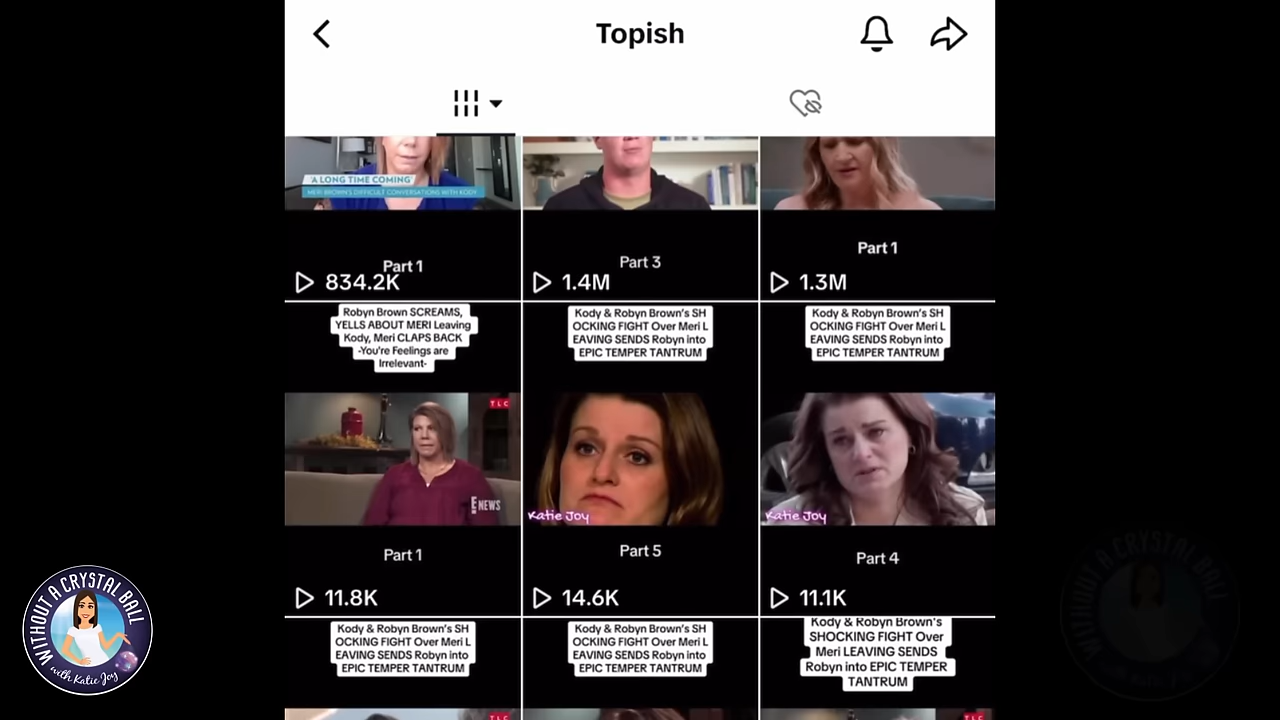 Topish
'A LONG TIME COMING'
MERI BROWN'S DIFFICULT CONVERSATIONS WITH KODY
Part 1
834.2K
Part 3
1.4M
Part 1
1.3M
Robyn Brown SCREAMS,
YELLS ABOUT MERI Leaving
Kody, Meri CLAPS BACK
-You're Feelings are
Irrelevant-
TLC
E NEWS
Part 1
11.8K
Kody & Robyn Brown's SH
OCKING FIGHT Over Meri L
EAVING SENDS Robyn into
EPIC TEMPER TANTRUM
Katie Joy
Part 5
14.6K
Kody & Robyn Brown's SH
OCKING FIGHT Over Meri L
EAVING SENDS Robyn into
EPIC TEMPER TANTRUM
Katie Joy
Part 4
11.1K
Kody & Robyn Brown's SH
OCKING FIGHT Over Meri L
EAVING SENDS Robyn into
EPIC TEMPER TANTRUM
TLC
Kody & Robyn Brown's SH
OCKING FIGHT Over Meri L
EAVING SENDS Robyn into
EPIC TEMPER TANTRUM
Kody & Robyn Brown's
SHOCKING FIGHT Over
Meri LEAVING SENDS
Robyn into EPIC TEMPER
TANTRUM
TLC
WITHOUT A CRYSTAL BALL
with Katie Joy
WITHOUT A CRYSTAL BALL